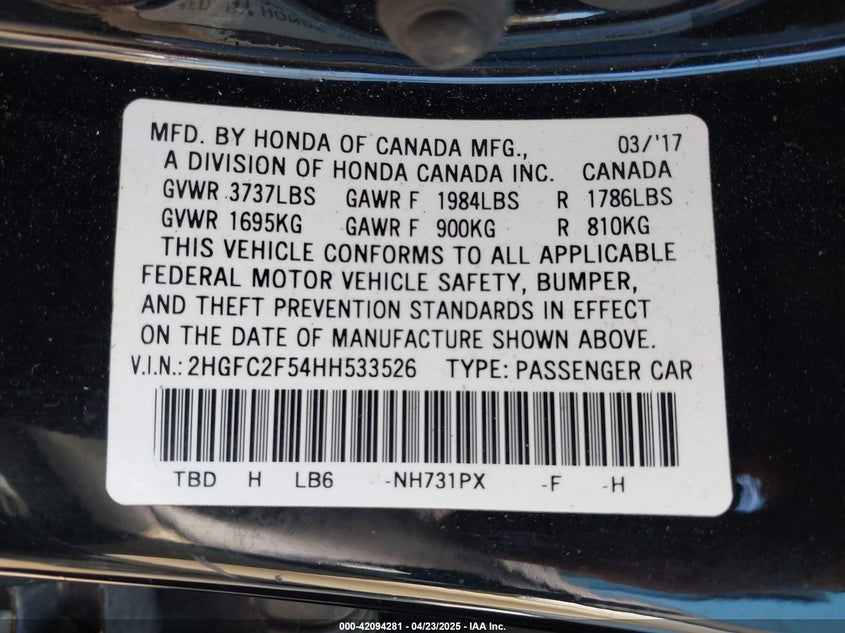 MFD. BY HONDA OF CANADA MFG., 03/'17
A DIVISION OF HONDA CANADA INC. CANADA
GVWR 3737LBS GAWR F 1984LBS R 1786LBS
GVWR 1695KG GAWR F 900KG R 810KG
THIS VEHICLE CONFORMS TO ALL APPLICABLE
FEDERAL MOTOR VEHICLE SAFETY, BUMPER,
AND THEFT PREVENTION STANDARDS IN EFFECT
ON THE DATE OF MANUFACTURE SHOWN ABOVE.
V.I.N.: 2HGFC2F54HH533526 TYPE: PASSENGER CAR
TBD H LB6 -NH731PX -F -H
000-42094281 - 04/23/2025 - IAA Inc.